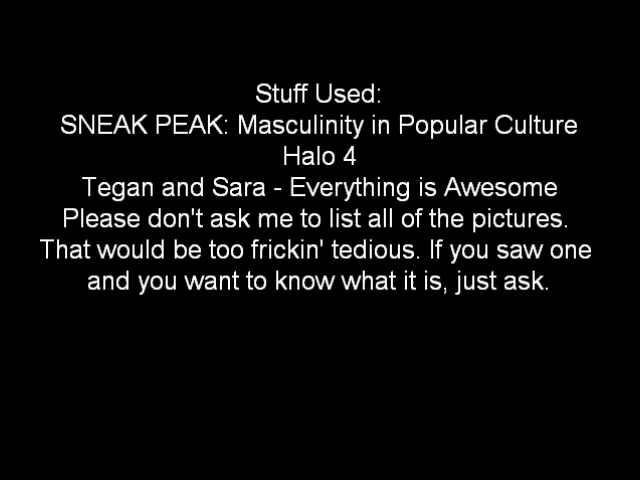 Stuff Used:
SNEAK PEAK: Masculinity in Popular Culture
Halo 4
Tegan and Sara - Everything is Awesome
Please don't ask me to list all of the pictures.
That would be too frickin' tedious. If you saw one
and you want to know what it is, just ask.